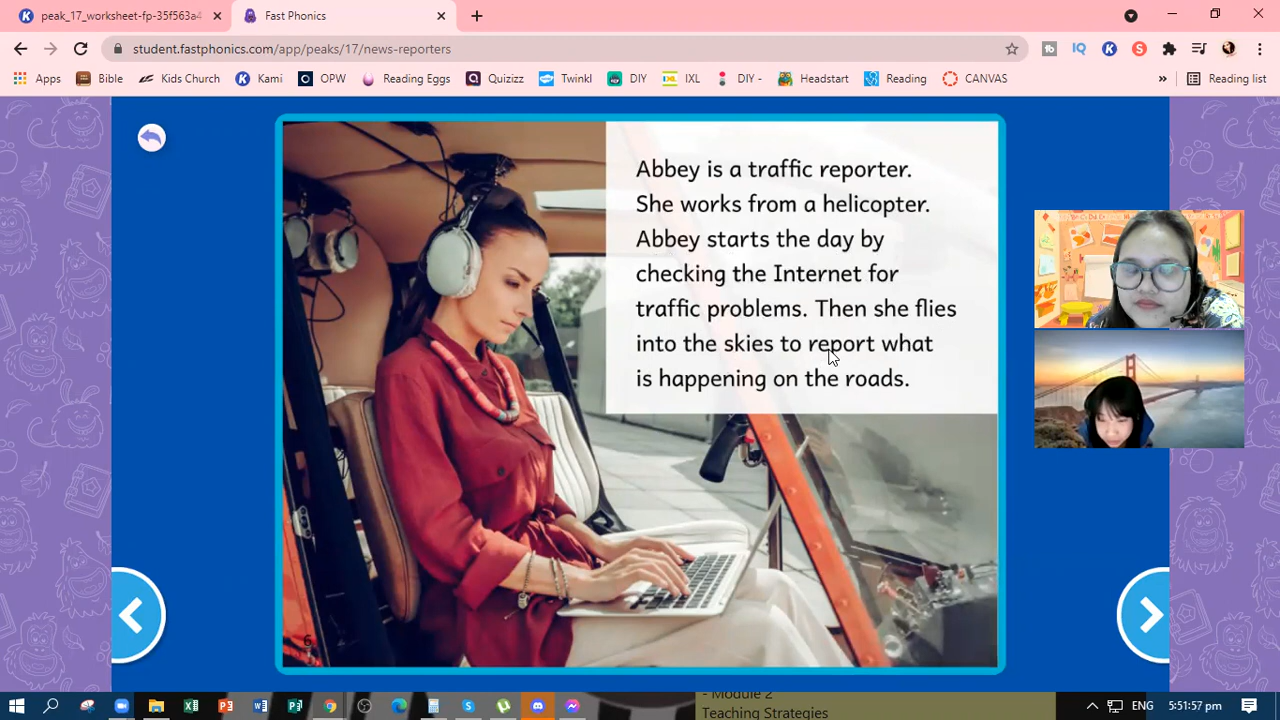 peak_17_worksheet-fp-35f563a4
Fast Phonics
student.fastphonics.com/app/peaks/17/news-reporters
Apps
Bible
Kids Church
Kami
OPW
Reading Eggs
Quizizz
Twinkl
DIY
IXL
DIY -
Headstart
Reading
CANVAS
»
Reading list
Abbey is a traffic reporter.
She works from a helicopter.
Abbey starts the day by
checking the Internet for
traffic problems. Then she flies
into the skies to report what
is happening on the roads.
6
- Module 2
Teaching Strategies
ENG
5:51:57 pm